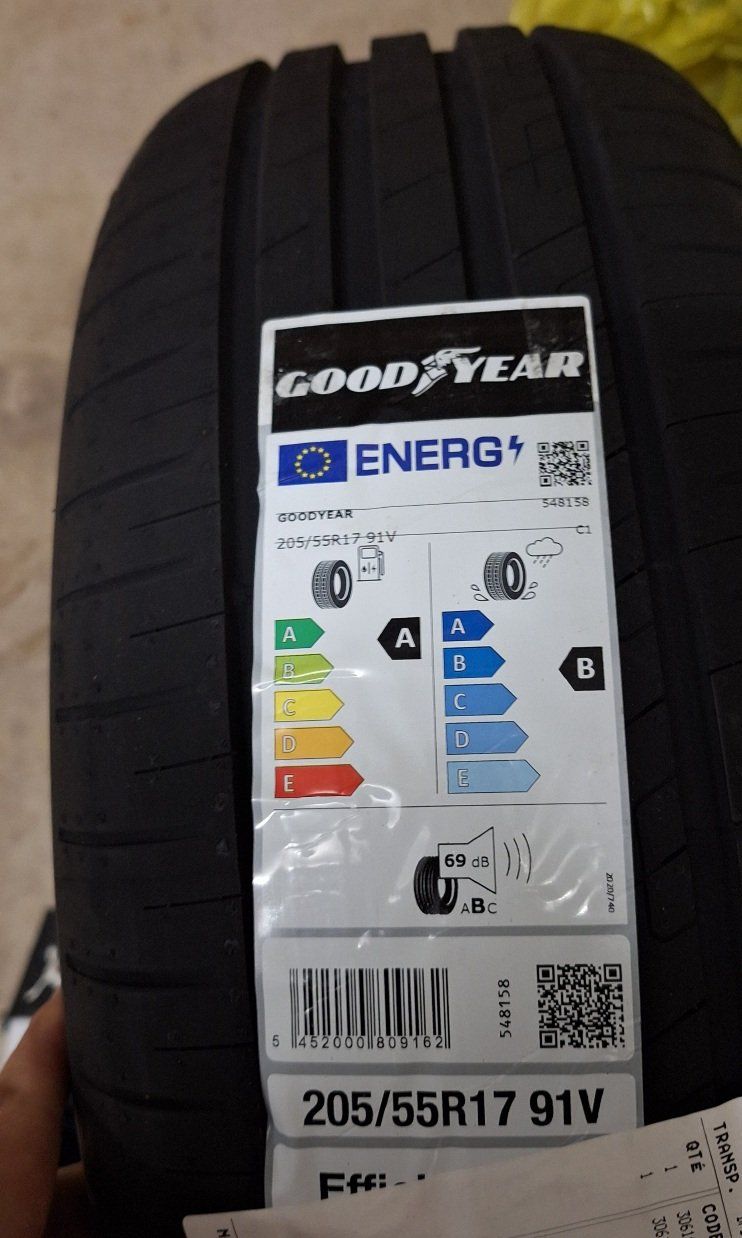 GOODYEAR
ENERG
GOODYEAR
548158
205/55R17 91V
C1
A
A
A
B
B
B
C
C
D
D
E
E
69 dB
ABC
2020/740
5 452000 809162
548158
205/55R17 91V
TRANSP.
QTÉ
1
1